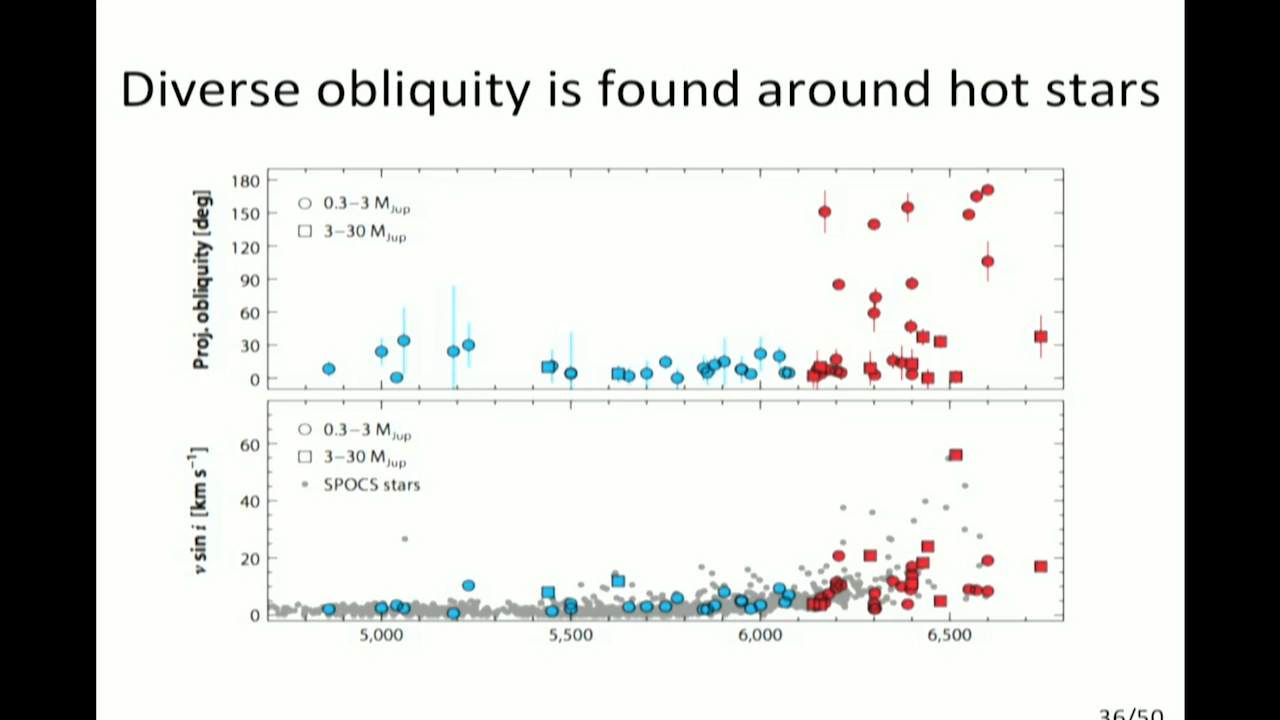 Diverse obliquity is found around hot stars
Proj. obliquity [deg]
180
150
120
90
60
30
0
0.3–3 MJup
3–30 MJup
v sin i [km s−1]
60
40
20
0
0.3–3 MJup
3–30 MJup
SPOCS stars
5,000 5,500 6,000 6,500
36/50